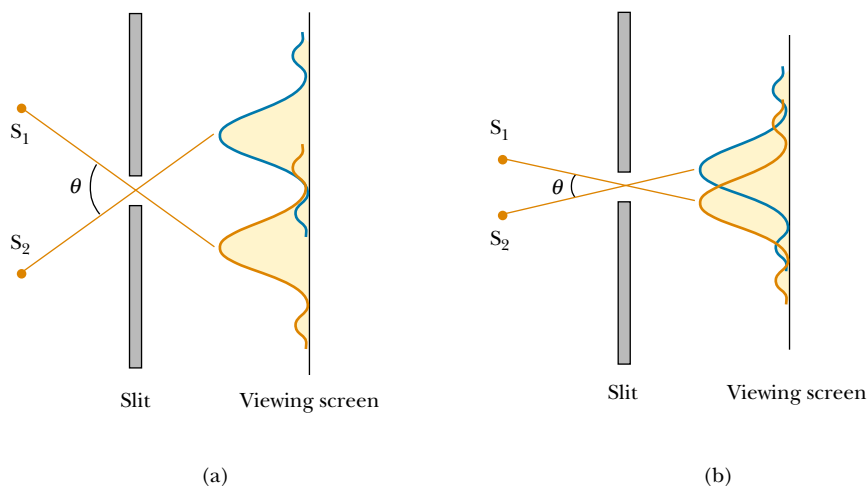 S1
θ
S2
Slit
Viewing screen
(a)
S1
θ
S2
Slit
Viewing screen
(b)